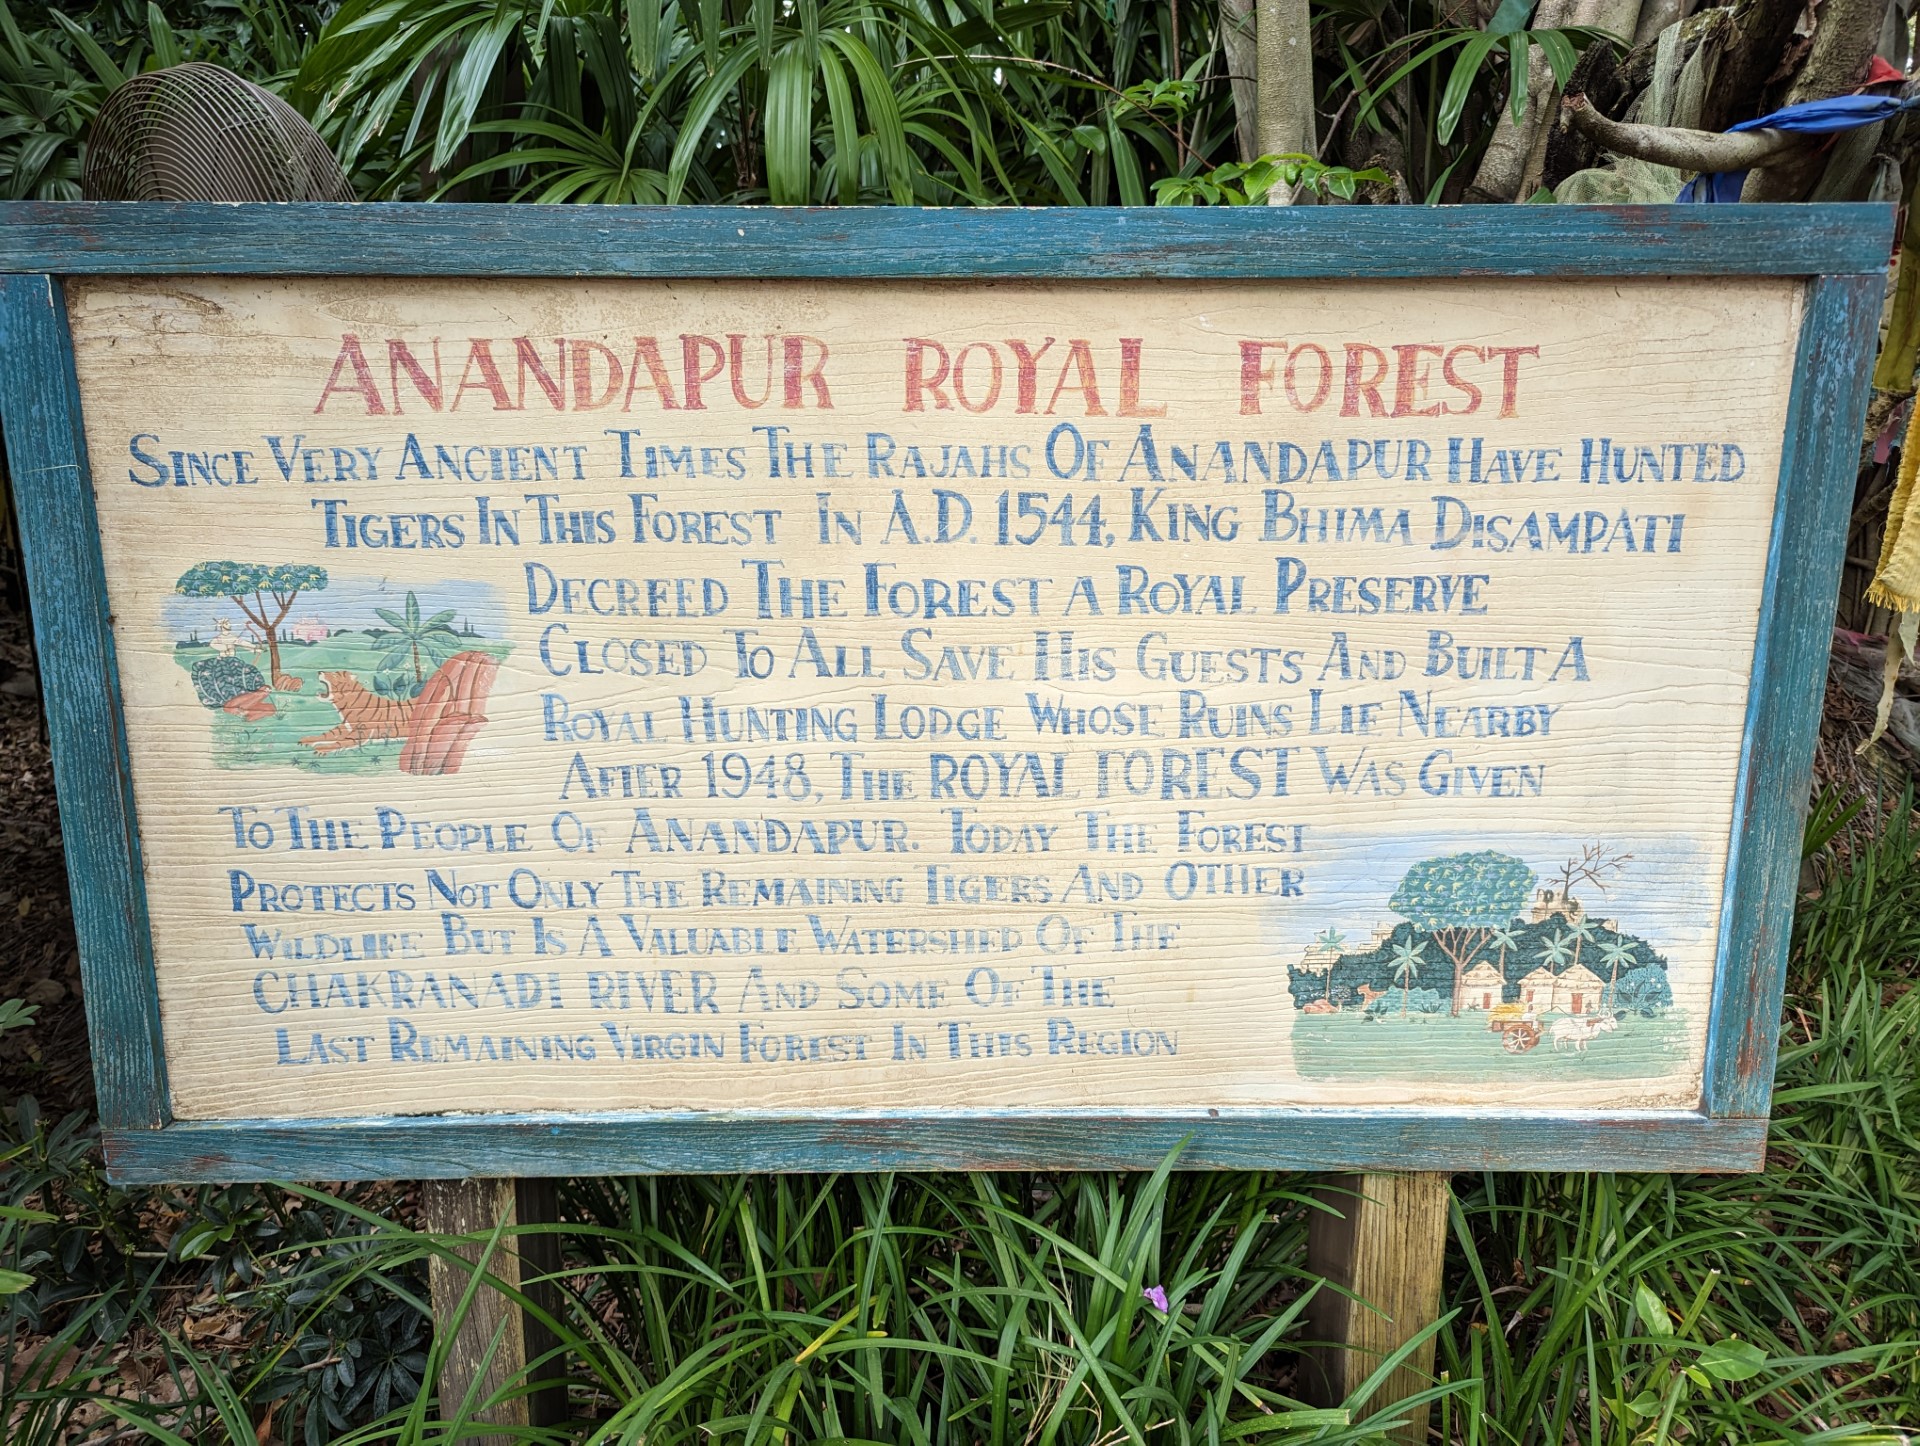 ANANDAPUR ROYAL FOREST
SINCE VERY ANCIENT TIMES THE RAJAHS OF ANANDAPUR HAVE HUNTED
TIGERS IN THIS FOREST IN A.D. 1544, KING BHIMA DISAMPATI
DECREED THE FOREST A ROYAL PRESERVE
CLOSED TO ALL SAVE HIS GUESTS AND BUILT A
ROYAL HUNTING LODGE WHOSE RUINS LIE NEARBY
AFTER 1948, THE ROYAL FOREST WAS GIVEN
TO THE PEOPLE OF ANANDAPUR. TODAY THE FOREST
PROTECTS NOT ONLY THE REMAINING TIGERS AND OTHER
WILDLIFE BUT IS A VALUABLE WATERSHED OF THE
CHAKRANADI RIVER AND SOME OF THE
LAST REMAINING VIRGIN FOREST IN THIS REGION